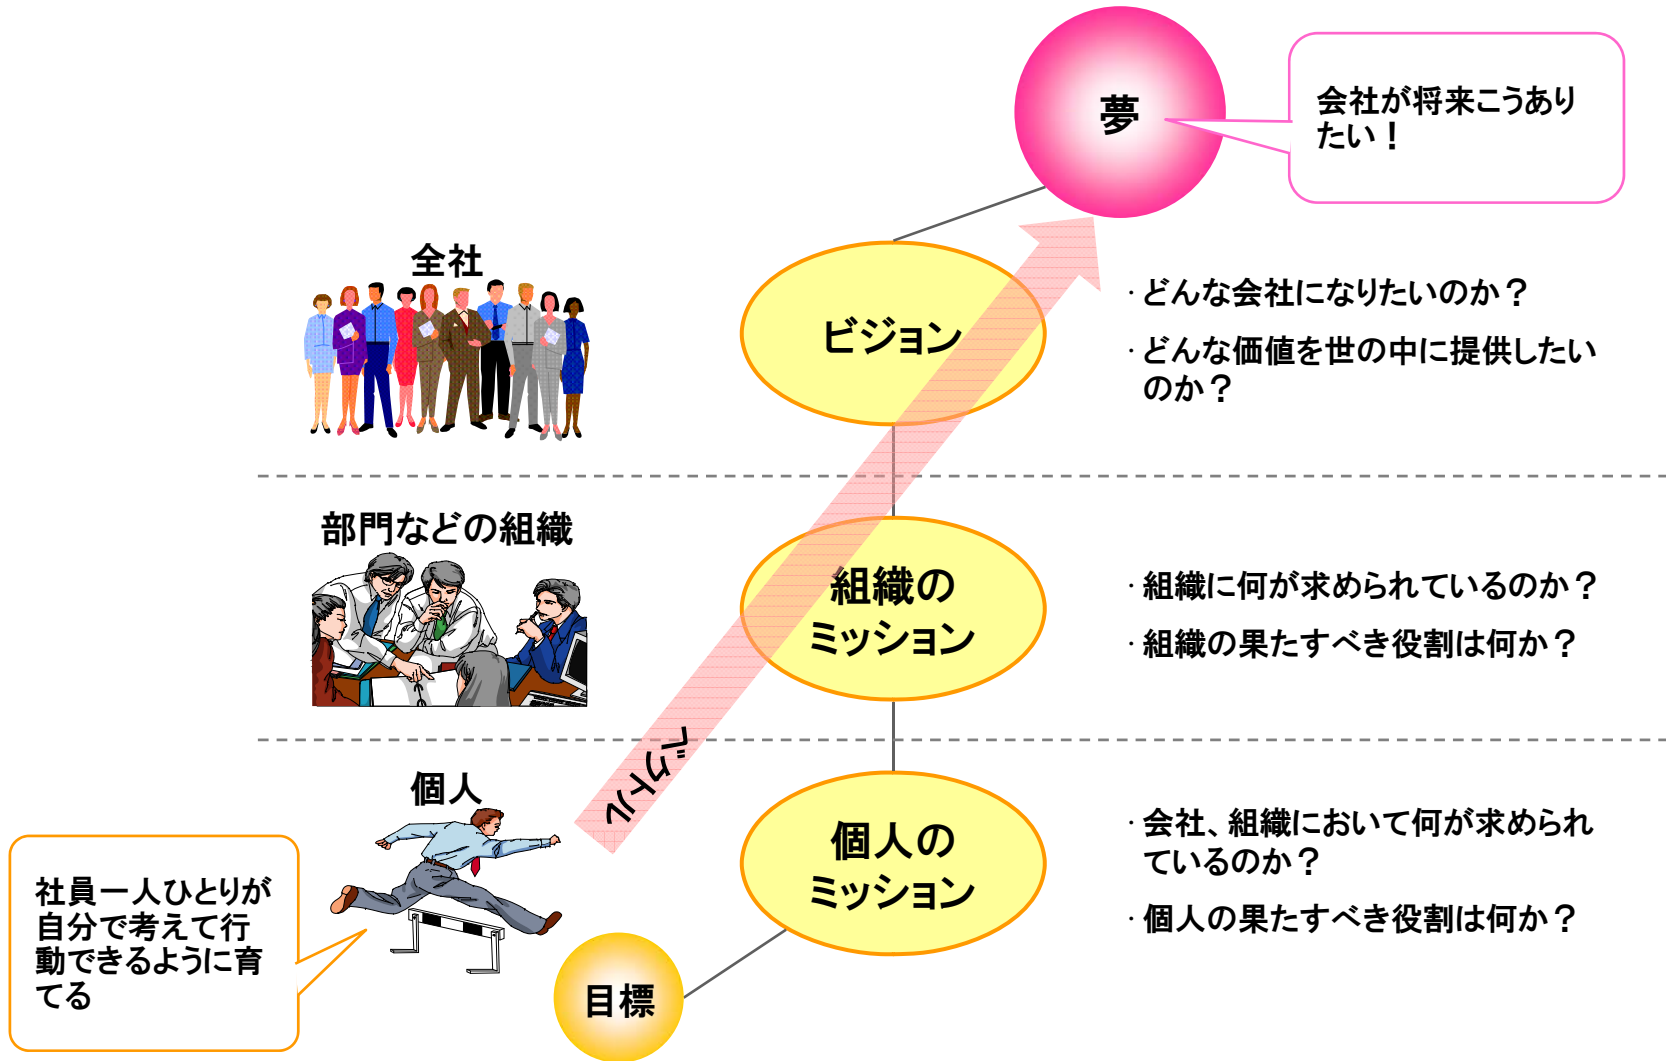 夢
会社が将来こうあり
たい！
全社
ビジョン
・どんな会社になりたいのか？
・どんな価値を世の中に提供したい
のか？
部門などの組織
組織の
ミッション
・組織に何が求められているのか？
・組織の果たすべき役割は何か？
ベクトル
個人
個人の
ミッション
・会社、組織において何が求められ
ているのか？
・個人の果たすべき役割は何か？
社員一人ひとりが
自分で考えて行
動できるように育
てる
目標